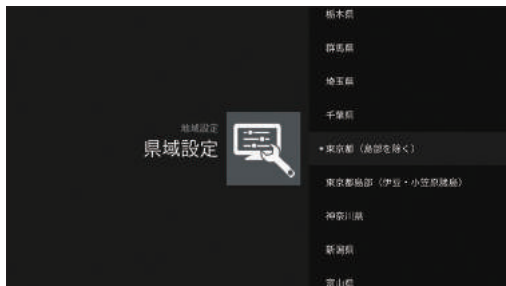 地域設定
県域設定
栃木県
群馬県
埼玉県
千葉県
•東京都(島部を除く)
東京都島部(伊豆・小笠原諸島)
神奈川県
新潟県
富山県